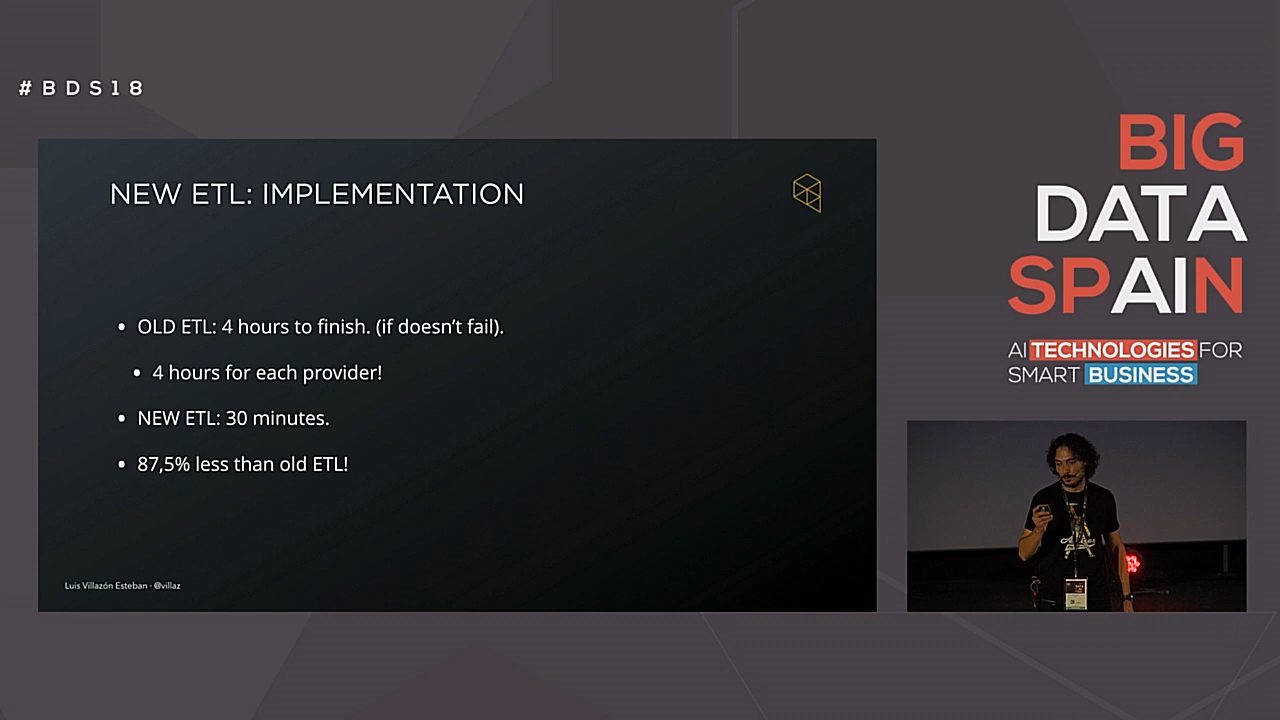 #BDS18
NEW ETL: IMPLEMENTATION
• OLD ETL: 4 hours to finish. (if doesn’t fail).
• 4 hours for each provider!
• NEW ETL: 30 minutes.
• 87,5% less than old ETL!
Luis Villazón Esteban · @villaz
BIG
DATA
SPAIN
AI TECHNOLOGIES FOR
SMART BUSINESS